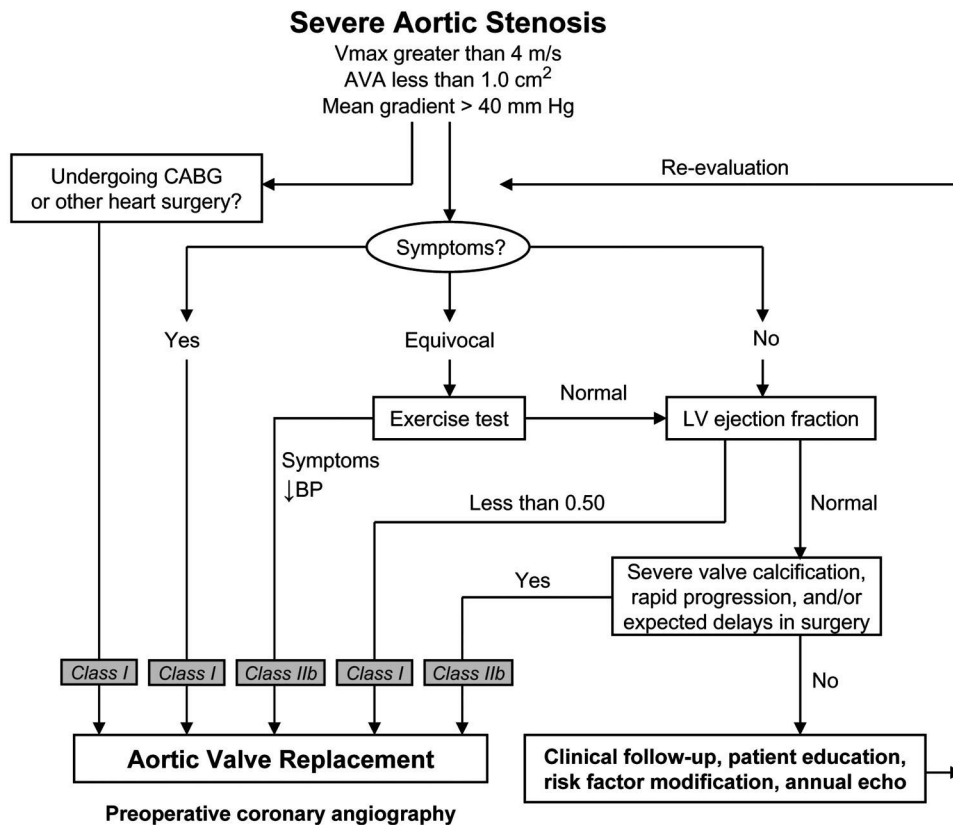 Severe Aortic Stenosis
Vmax greater than 4 m/s
AVA less than 1.0 cm²
Mean gradient > 40 mm Hg
Undergoing CABG
or other heart surgery?
Re-evaluation
Symptoms?
Yes
Equivocal
No
Exercise test
Normal
LV ejection fraction
Symptoms
↓BP
Less than 0.50
Normal
Yes
Severe valve calcification,
rapid progression, and/or
expected delays in surgery
Class I
Class I
Class IIb
Class I
Class IIb
No
Aortic Valve Replacement
Clinical follow-up, patient education,
risk factor modification, annual echo
Preoperative coronary angiography